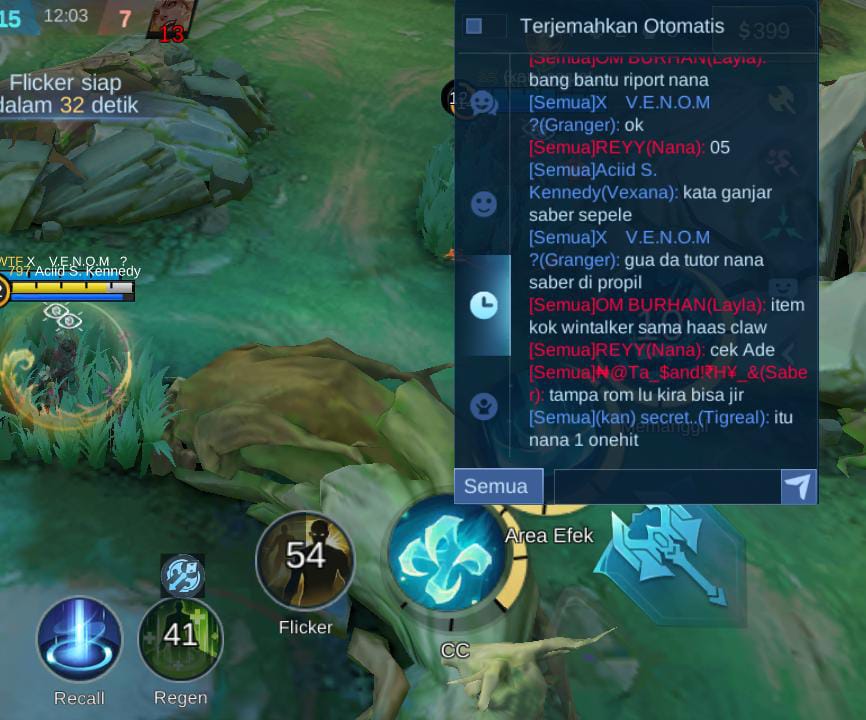 15 12:03 7
13
Terjemahkan Otomatis
$399
Flicker siap
dalam 32 detik
[Semua]OM BURHAN(Layla):
bang bantu riport nana
[Semua]X V.E.N.O.M
?(Granger): ok
[Semua]REYY(Nana): 05
[Semua]Aciid S.
Kennedy(Vexana): kata ganjar
saber sepele
[Semua]X V.E.N.O.M
?(Granger): gua da tutor nana
saber di propil
[Semua]OM BURHAN(Layla): item
kok wintalker sama haas claw
[Semua]REYY(Nana): cek Ade
[Semua]₦@Ta_$and!₹H¥_&(Sabe
r): tampa rom lu kira bisa jir
[Semua](kan) secret..(Tigreal): itu
nana 1 onehit
WTF X V.E.N.O.M ?
797 Aciid S. Kennedy
Semua
Area Efek
54
Flicker
CC
41
Recall
Regen